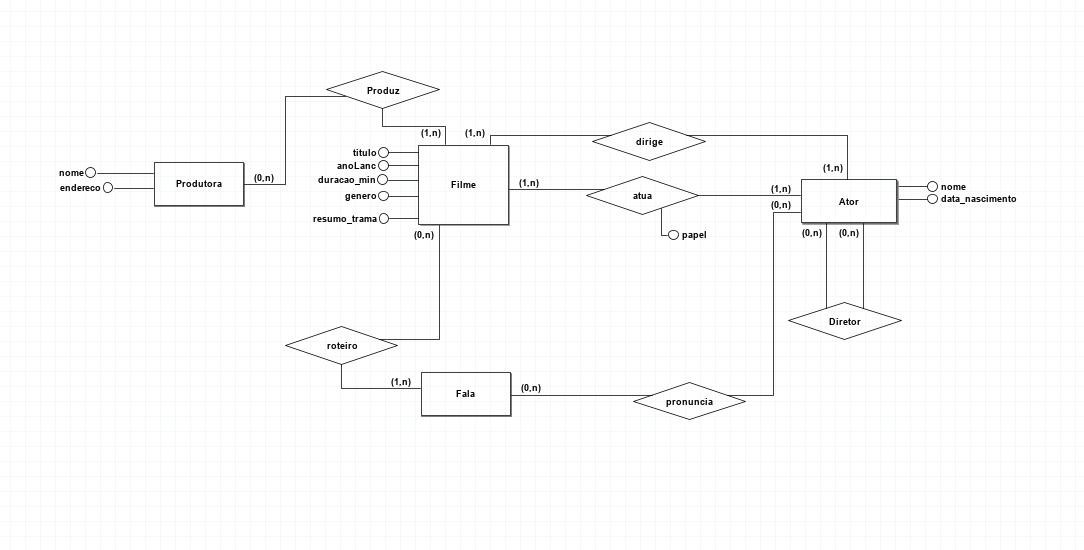 Produz
(1,n)
(1,n)
dirige
(1,n)
titulo
anoLanc
duracao_min
genero
resumo_trama
Filme
nome
endereco
Produtora
(0,n)
(1,n)
atua
papel
(1,n)
(0,n)
Ator
nome
data_nascimento
(0,n)
(0,n)
(0,n)
Diretor
roteiro
(1,n)
Fala
(0,n)
pronuncia